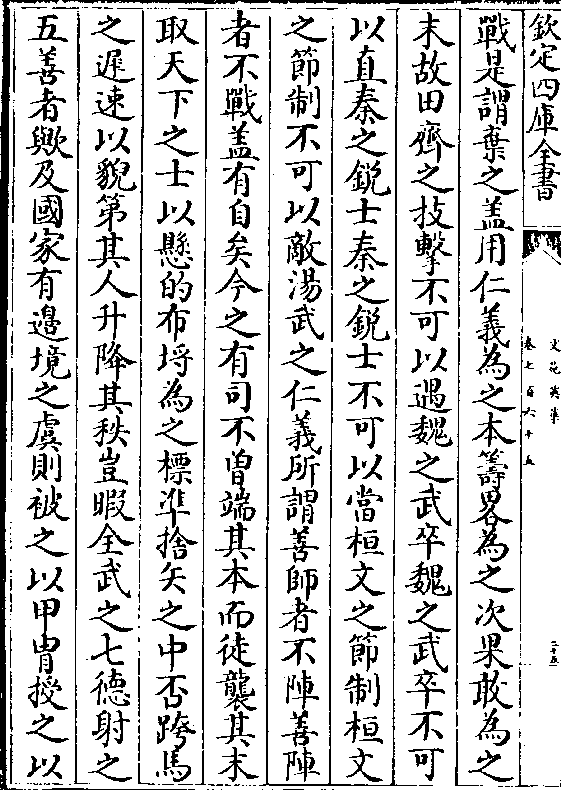 欽定四庫全書
文苑英華
卷七百六十五
二十五
戰是謂棄之盖用仁義為之本籌畧為之次果敢為之
末故田齊之技擊不可以遇魏之武卒魏之武卒不可
以直秦之鋭士秦之鋭士不可以當桓文之節制桓文
之節制不可以敵湯武之仁義所謂善師者不陣善陣
者不戰盖有自矣今之有司不曽端其本而徒襲其末
取天下之士以懸的布埓為之標凖捨矢之中否跨馬
之遲速以貌第其人升降其秩豈暇全武之七徳射之
五善者歟及國家有邉境之虞則被之以甲胄授之以